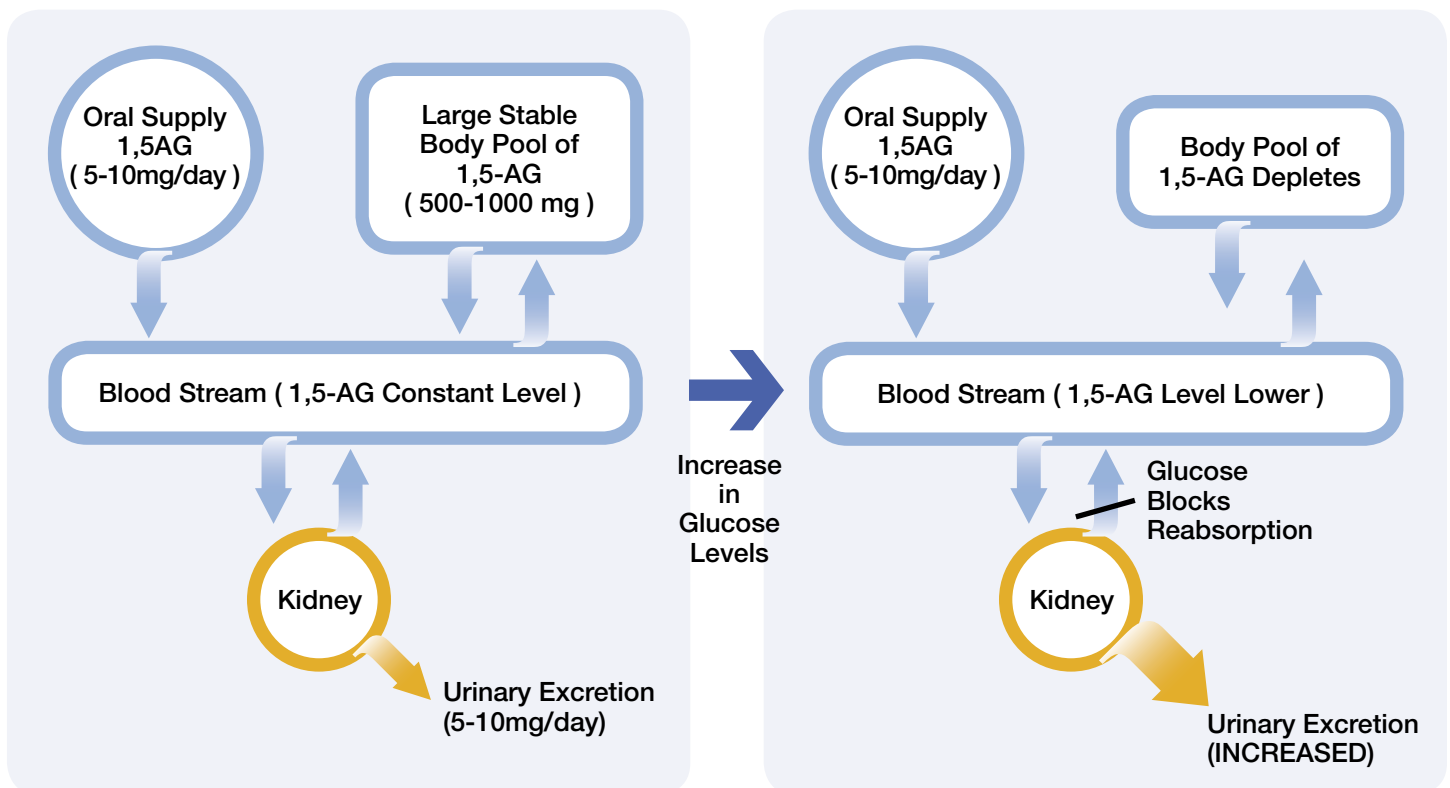 Oral Supply
1,5AG
( 5-10mg/day )
Large Stable
Body Pool of
1,5-AG
( 500-1000 mg )
Blood Stream ( 1,5-AG Constant Level )
Kidney
Urinary Excretion
(5-10mg/day)
Increase
in
Glucose
Levels
Oral Supply
1,5AG
( 5-10mg/day )
Body Pool of
1,5-AG Depletes
Blood Stream ( 1,5-AG Level Lower )
Glucose
Blocks
Reabsorption
Kidney
Urinary Excretion
(INCREASED)